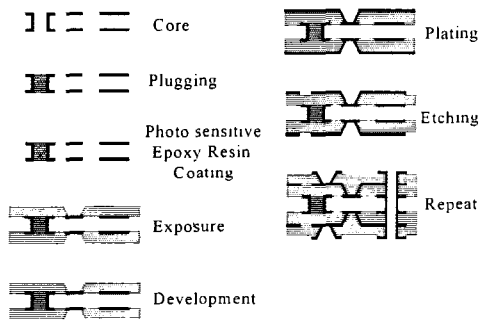 Core
Plugging
Photo sensitive
Epoxy Resin
Coating
Exposure
Development
Plating
Etching
Repeat